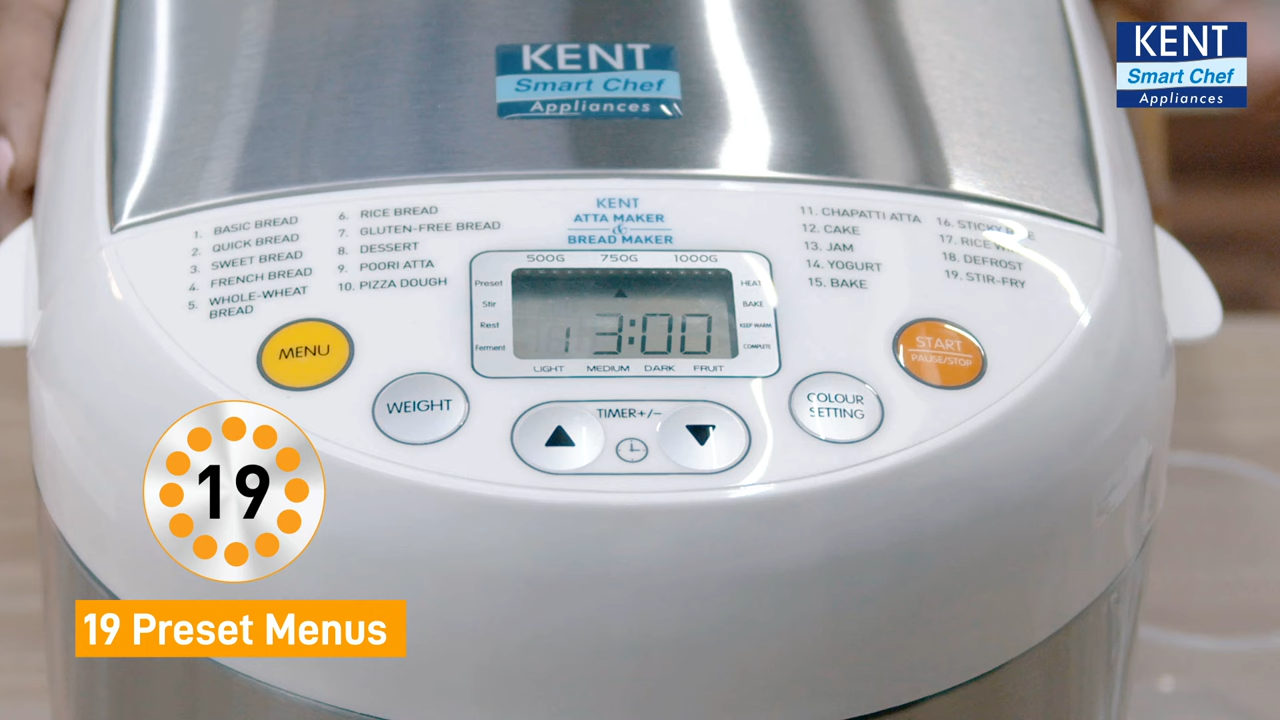 KENT
Smart Chef
Appliances
KENT
Smart Chef
Appliances
KENT
ATTA MAKER
&
BREAD MAKER
1. BASIC BREAD
2. QUICK BREAD
3. SWEET BREAD
4. FRENCH BREAD
5. WHOLE-WHEAT
BREAD
6. RICE BREAD
7. GLUTEN-FREE BREAD
8. DESSERT
9. POORI ATTA
10. PIZZA DOUGH
11. CHAPATTI ATTA
12. CAKE
13. JAM
14. YOGURT
15. BAKE
16. STICKY
17. RICE
18. DEFROST
19. STIR-FRY
500G 750G 1000G
Preset
Stir
Rest
Ferment
1 3:00
HEAT
BAKE
KEEP WARM
COMPLETE
LIGHT MEDIUM DARK FRUIT
MENU
WEIGHT
TIMER+/-
COLOUR
SETTING
START
PAUSE/STOP
19
19 Preset Menus